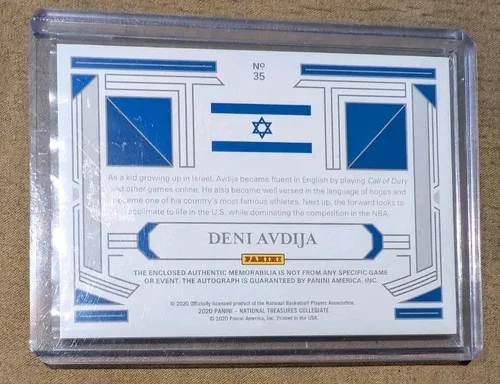 Nº
35
As a kid growing up in Israel, Avdija became fluent in English by playing Call of Duty
and other games online. He also become well versed in the language of hoops and
became one of his country's most famous athletes. Next up, the forward looks to
acclimate to life in the U.S. while dominating the competition in the NBA.
DENI AVDIJA
PANINI
THE ENCLOSED AUTHENTIC MEMORABILIA IS NOT FROM ANY SPECIFIC GAME
OR EVENT. THE AUTOGRAPH IS GUARANTEED BY PANINI AMERICA, INC.
© 2020 Officially licensed product of the National Basketball Players Association.
2020 PANINI - NATIONAL TREASURES COLLEGIATE
© 2020 Panini America, Inc. Printed in the USA.